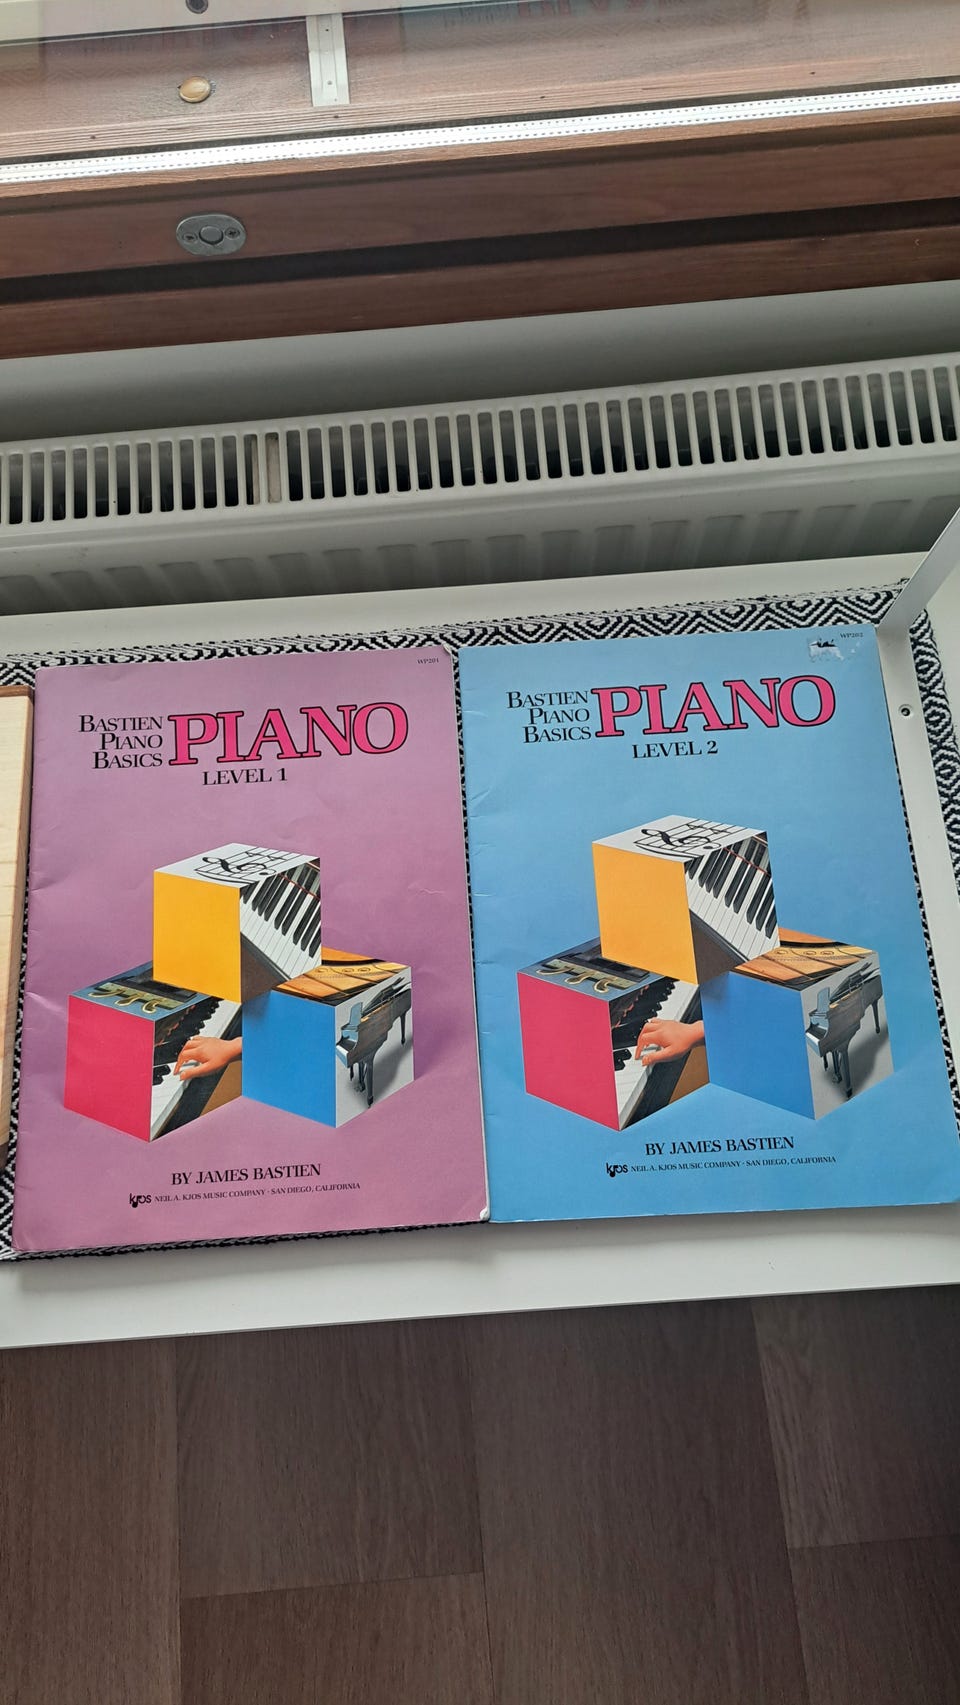 WP201
BASTIEN
PIANO
BASICS
PIANO
LEVEL 1
BY JAMES BASTIEN
kjos NEIL A. KJOS MUSIC COMPANY · SAN DIEGO, CALIFORNIA
WP202
BASTIEN
PIANO
BASICS
PIANO
LEVEL 2
BY JAMES BASTIEN
kjos NEIL A. KJOS MUSIC COMPANY · SAN DIEGO, CALIFORNIA